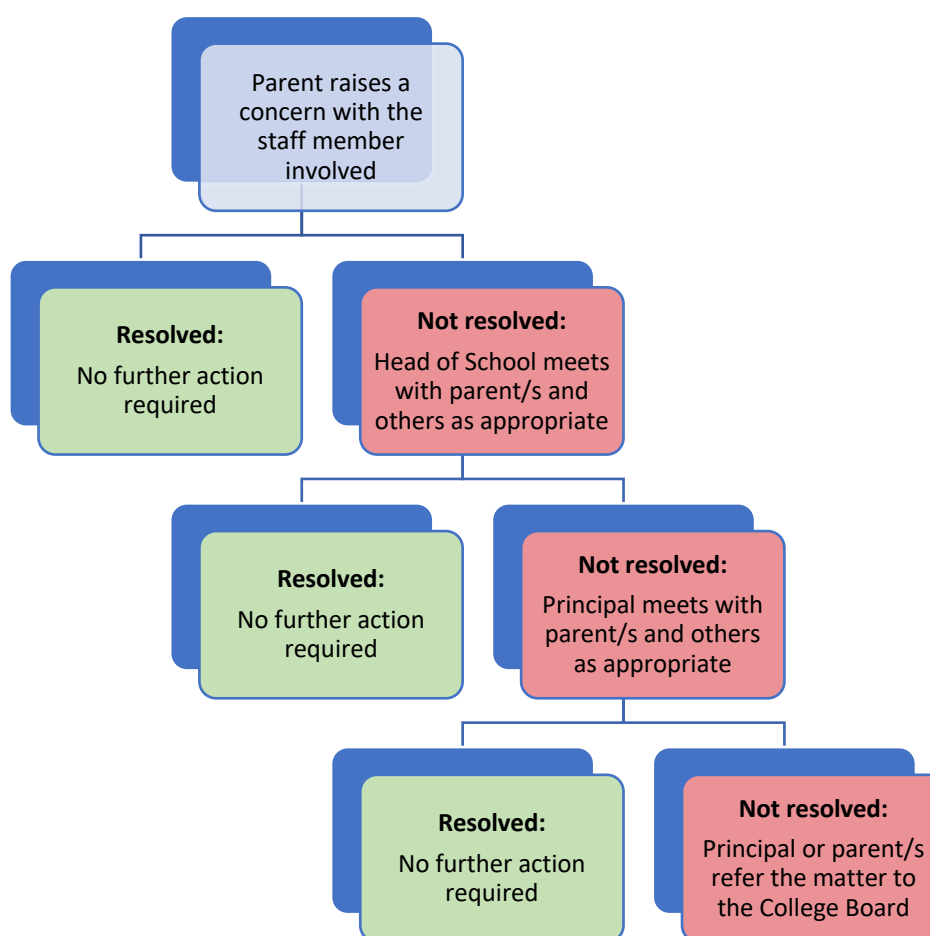 Parent raises a
concern with the
staff member
involved
Resolved:
No further action
required
Not resolved:
Head of School meets
with parent/s and
others as appropriate
Resolved:
No further action
required
Not resolved:
Principal meets with
parent/s and others
as appropriate
Resolved:
No further action
required
Not resolved:
Principal or parent/s
refer the matter to
the College Board